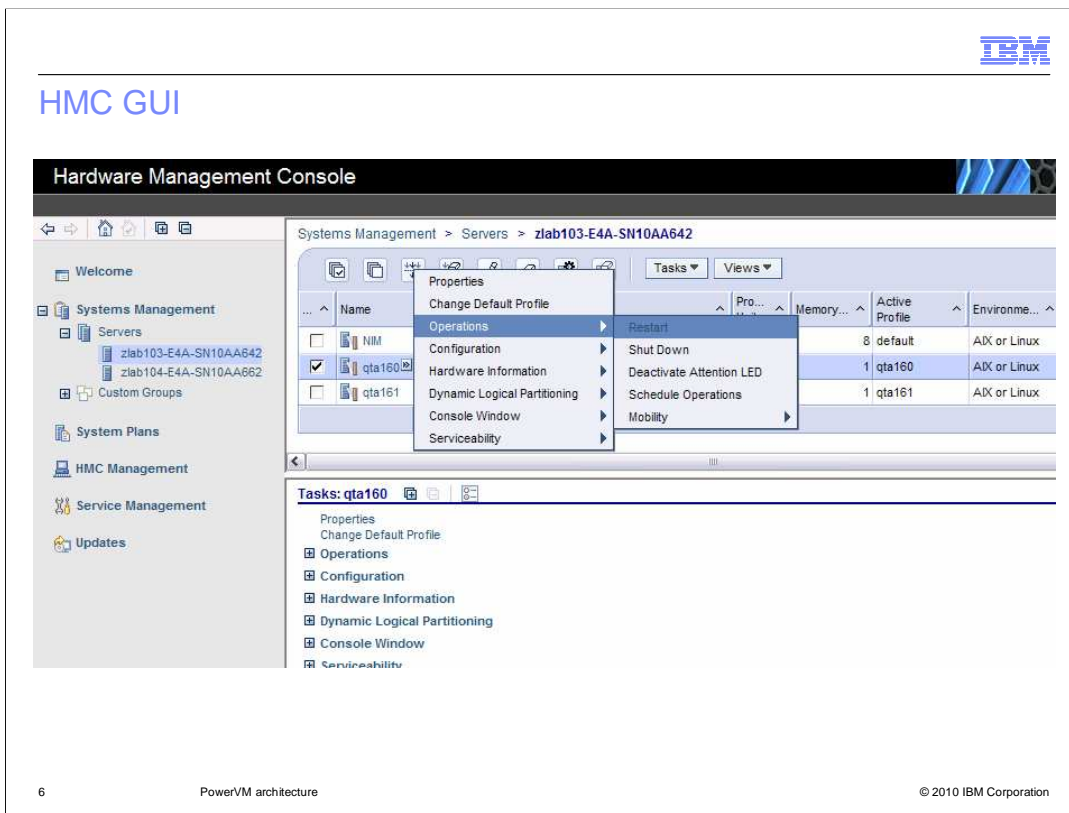 IBM
HMC GUI
Hardware Management Console
Systems Management > Servers > zlab103-E4A-SN10AA642
Welcome
Systems Management
Servers
zlab103-E4A-SN10AA642
zlab104-E4A-SN10AA662
Custom Groups
System Plans
HMC Management
Service Management
Updates
Tasks
Views
... Name Pro... Memory... Active Profile Environme...
NIM 8 default AIX or Linux
qta160 1 qta160 AIX or Linux
qta161 1 qta161 AIX or Linux
Properties
Change Default Profile
Operations
Configuration
Hardware Information
Dynamic Logical Partitioning
Console Window
Serviceability
Restart
Shut Down
Deactivate Attention LED
Schedule Operations
Mobility
Tasks: qta160
Properties
Change Default Profile
Operations
Configuration
Hardware Information
Dynamic Logical Partitioning
Console Window
Serviceability
6 PowerVM architecture © 2010 IBM Corporation